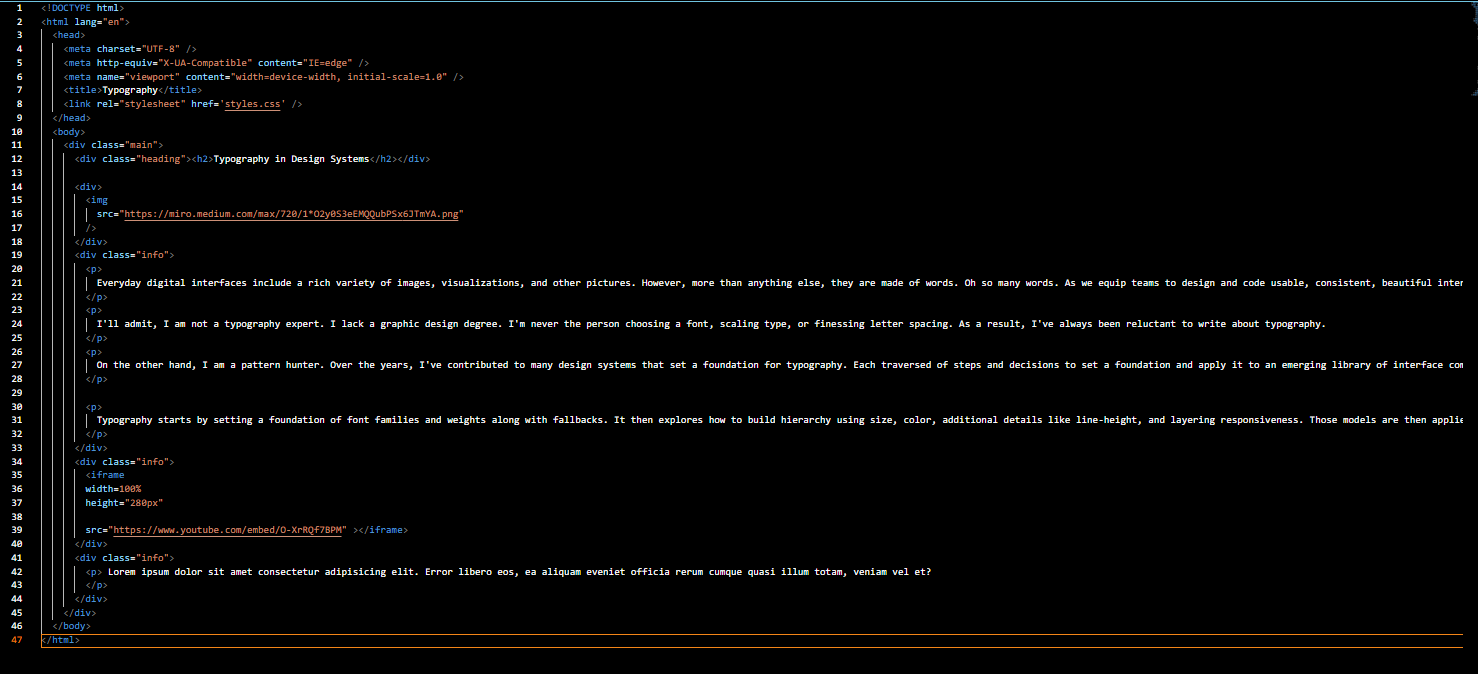 1 <!DOCTYPE html>
2 <html lang="en">
3 <head>
4 <meta charset="UTF-8" />
5 <meta http-equiv="X-UA-Compatible" content="IE=edge" />
6 <meta name="viewport" content="width=device-width, initial-scale=1.0" />
7 <title>Typography</title>
8 <link rel="stylesheet" href='styles.css' />
9 </head>
10 <body>
11 <div class="main">
12 <div class="heading"><h2>Typography in Design Systems</h2></div>
13
14 <div>
15 <img
16 src="https://miro.medium.com/max/720/1*O2y0S3eEMQQubPSx6JTmYA.png"
17 />
18 </div>
19 <div class="info">
20 <p>
21 Everyday digital interfaces include a rich variety of images, visualizations, and other pictures. However, more than anything else, they are made of words. Oh so many words. As we equip teams to design and code usable, consistent, beautiful inter
22 </p>
23 <p>
24 I'll admit, I am not a typography expert. I lack a graphic design degree. I'm never the person choosing a font, scaling type, or finessing letter spacing. As a result, I've always been reluctant to write about typography.
25 </p>
26 <p>
27 On the other hand, I am a pattern hunter. Over the years, I've contributed to many design systems that set a foundation for typography. Each traversed of steps and decisions to set a foundation and apply it to an emerging library of interface com
28 </p>
29
30 <p>
31 Typography starts by setting a foundation of font families and weights along with fallbacks. It then explores how to build hierarchy using size, color, additional details like line-height, and layering responsiveness. Those models are then applie
32 </p>
33 </div>
34 <div class="info">
35 <iframe
36 width=100%
37 height="280px"
38
39 src="https://www.youtube.com/embed/O-XrRQf7BPM" ></iframe>
40 </div>
41 <div class="info">
42 <p> Lorem ipsum dolor sit amet consectetur adipisicing elit. Error libero eos, ea aliquam eveniet officia rerum cumque quasi illum totam, veniam vel et?
43 </p>
44 </div>
45 </div>
46 </body>
47 </html>